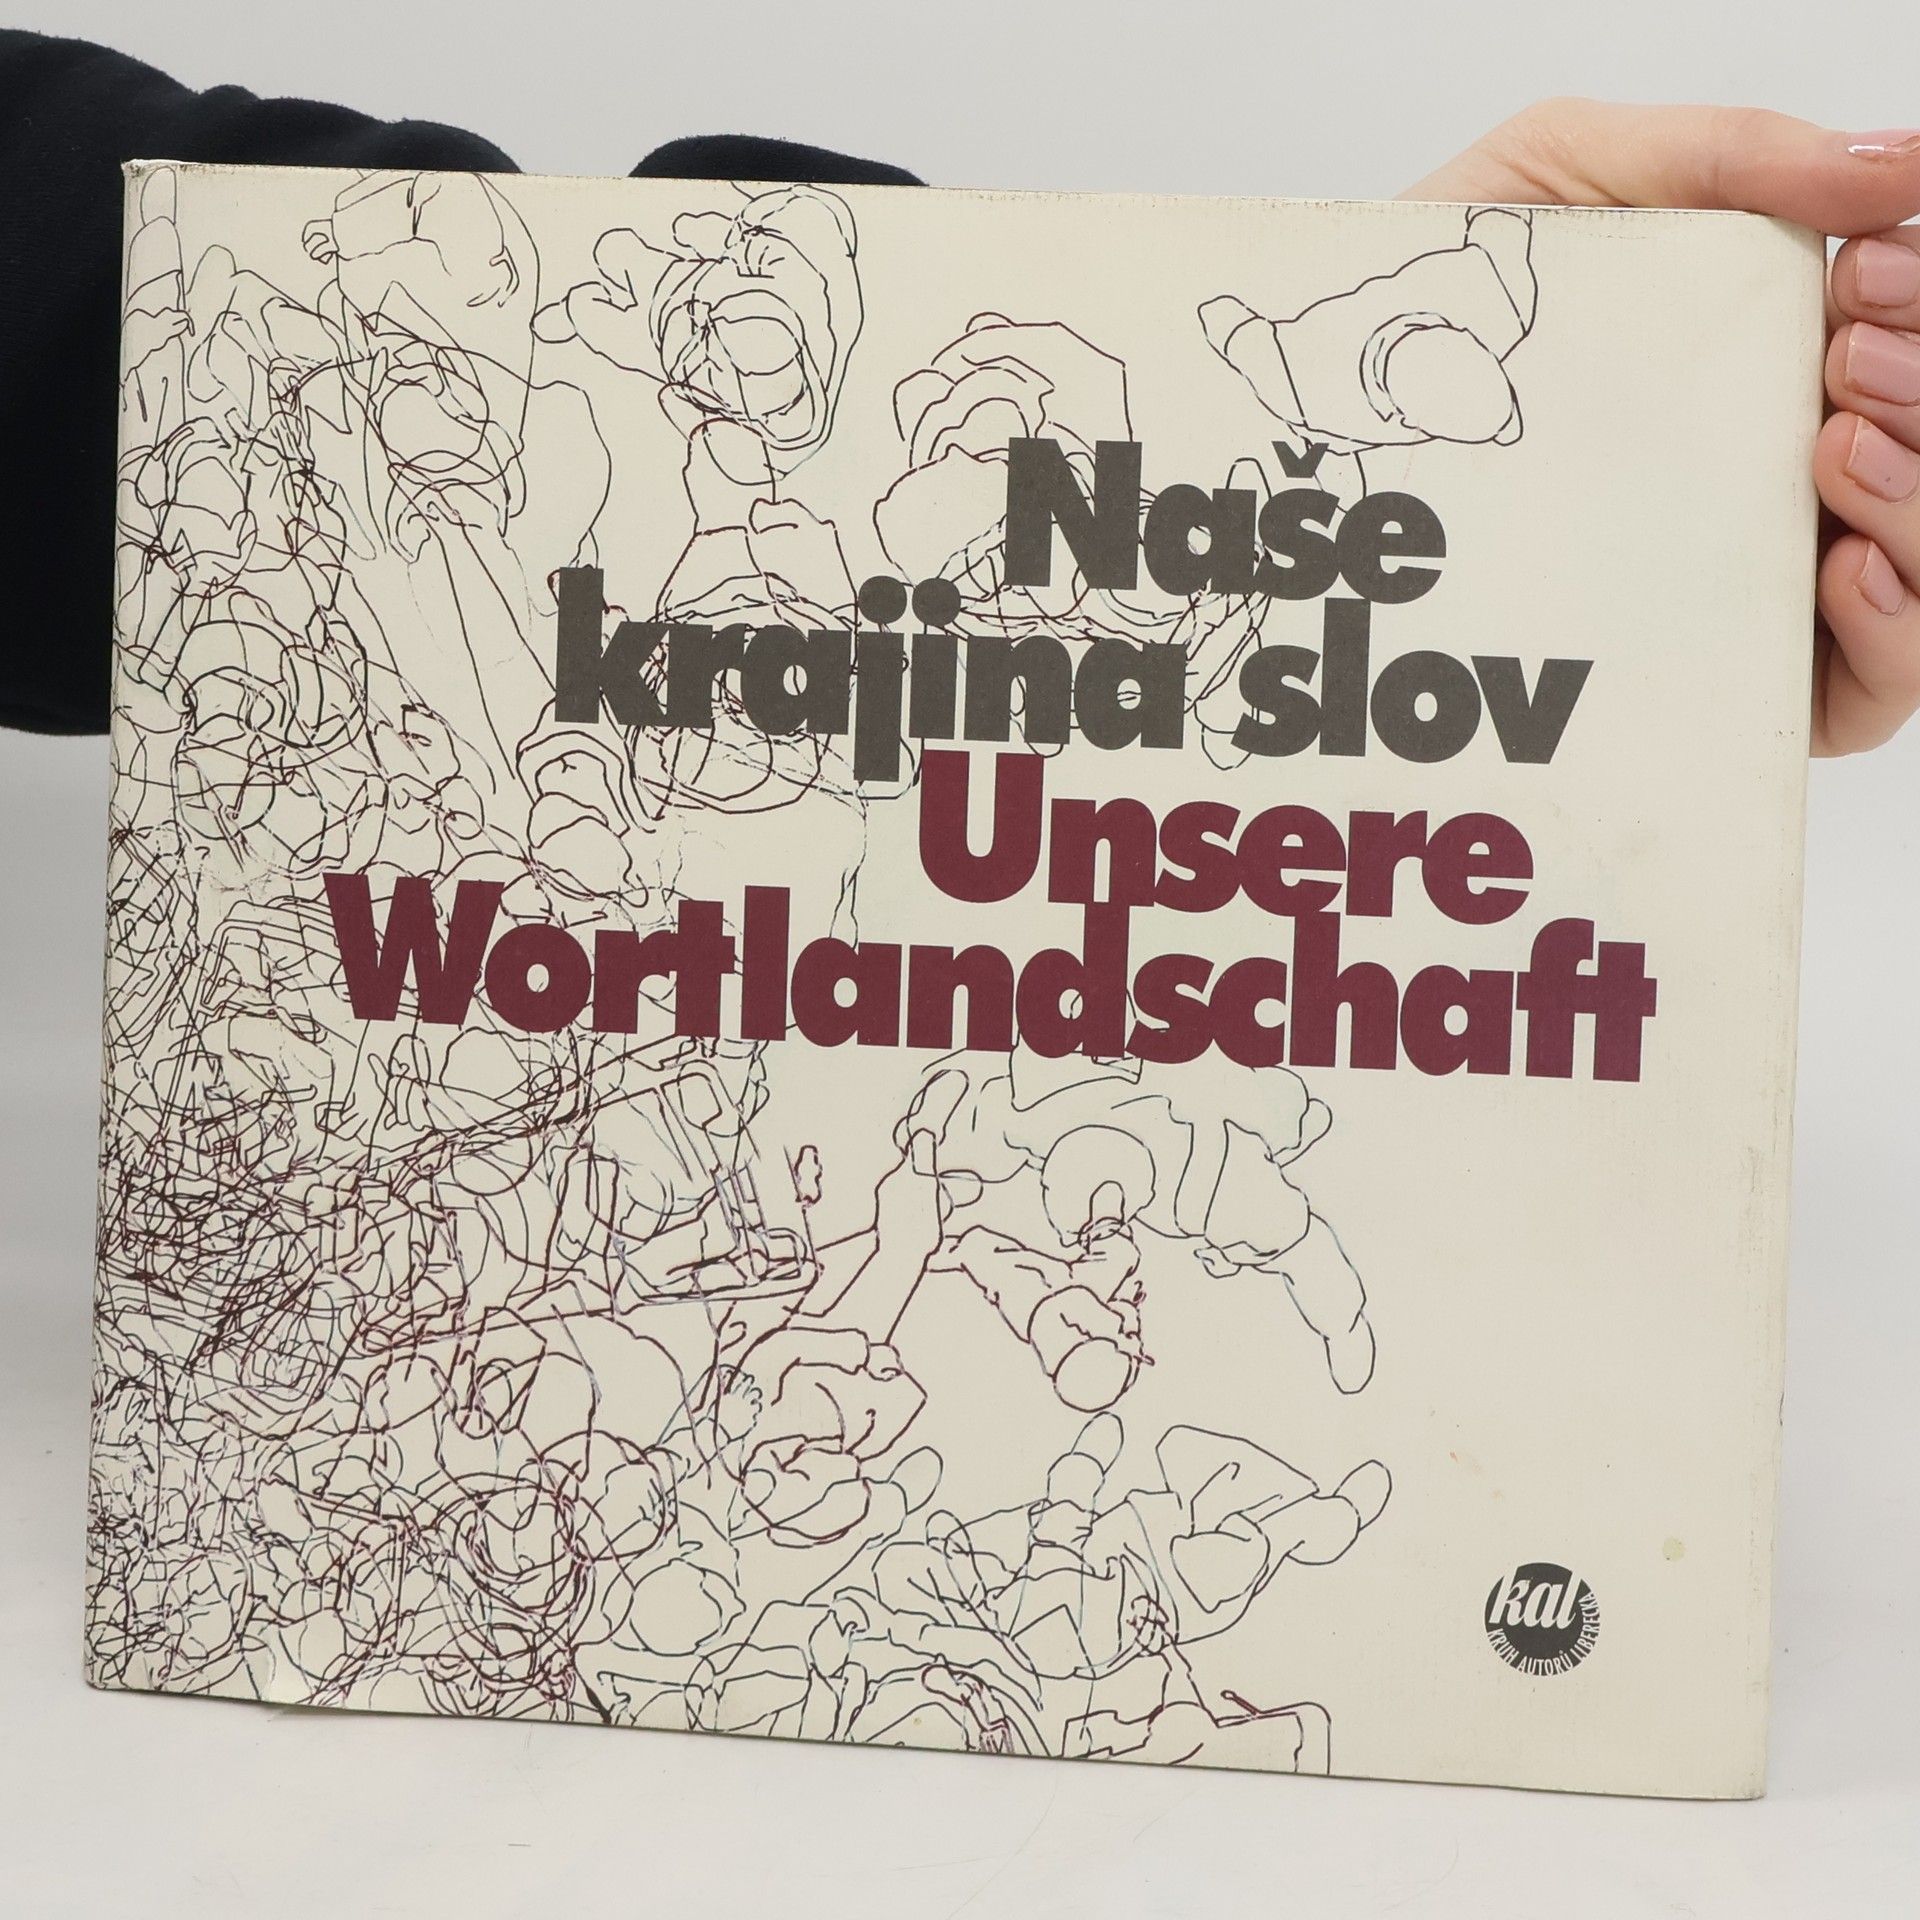 Naše
krajina slov
Unsere
Wortlandschaft
kal
KRUH AUTORŮ LIBERECKA